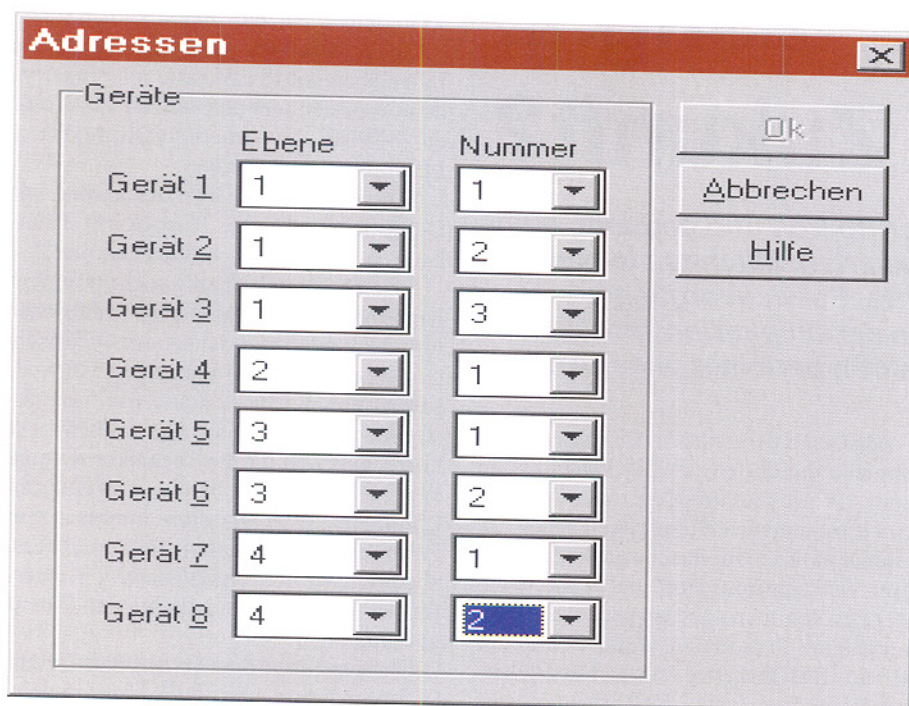 Adressen
Geräte
Ebene Nummer
Gerät 1 1 1
Gerät 2 1 2
Gerät 3 1 3
Gerät 4 2 1
Gerät 5 3 1
Gerät 6 3 2
Gerät 7 4 1
Gerät 8 4 2
Ok
Abbrechen
Hilfe